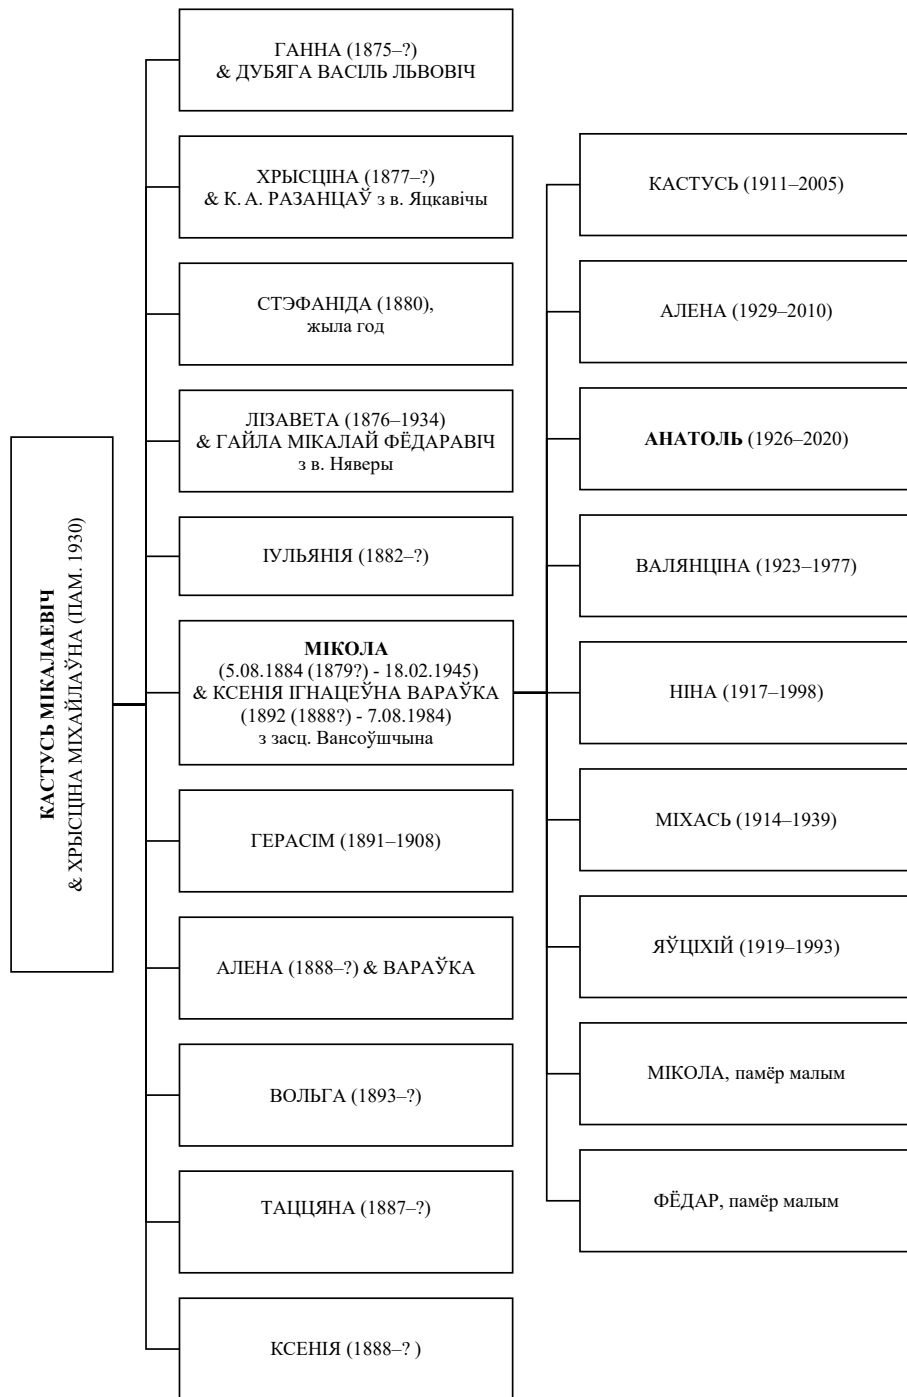 КАСТУСЬ МІКАЛАЕВІЧ
& ХРЫСЦІНА МІХАЙЛАЎНА (ПАМ. 1930)
ГАННА (1875–?)
& ДУБЯГА ВАСІЛЬ ЛЬВОВІЧ
ХРЫСЦІНА (1877–?)
& К. А. РАЗАНЦАЎ з в. Яцкавічы
СТЭФАНІДА (1880),
жыла год
ЛІЗАВЕТА (1876–1934)
& ГАЙЛА МІКАЛАЙ ФЁДАРАВІЧ
з в. Няверы
ІУЛЬЯНІЯ (1882–?)
МІКОЛА
(5.08.1884 (1879?) - 18.02.1945)
& КСЕНІЯ ІГНАЦЕЎНА ВАРАЎКА
(1892 (1888?) - 7.08.1984)
з засц. Вансоўшчына
ГЕРАСІМ (1891–1908)
АЛЕНА (1888–?) & ВАРАЎКА
ВОЛЬГА (1893–?)
ТАЦЦЯНА (1887–?)
КСЕНІЯ (1888–? )
КАСТУСЬ (1911–2005)
АЛЕНА (1929–2010)
АНАТОЛЬ (1926–2020)
ВАЛЯНЦІНА (1923–1977)
НІНА (1917–1998)
МІХАСЬ (1914–1939)
ЯЎЦІХІЙ (1919–1993)
МІКОЛА, памёр малым
ФЁДАР, памёр малым